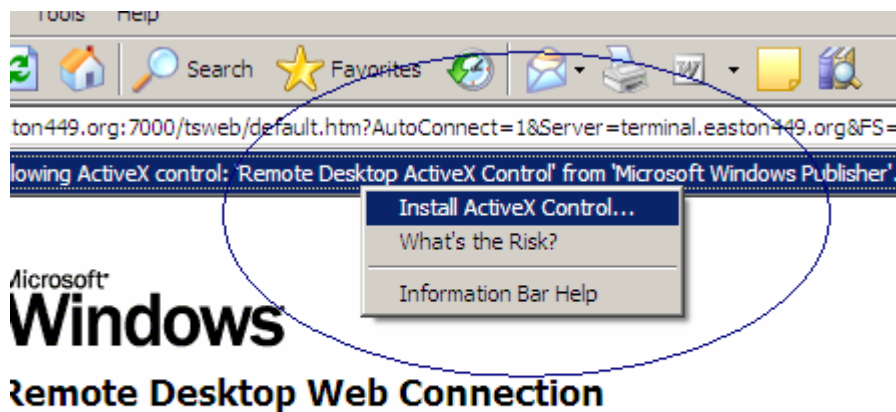 Tools Help
Search Favorites
ton449.org:7000/tsweb/default.htm?AutoConnect=1&Server=terminal.easton449.org&FS=
lowing ActiveX control: 'Remote Desktop ActiveX Control' from 'Microsoft Windows Publisher'.
Install ActiveX Control...
What's the Risk?
Information Bar Help
Microsoft
Windows
Remote Desktop Web Connection